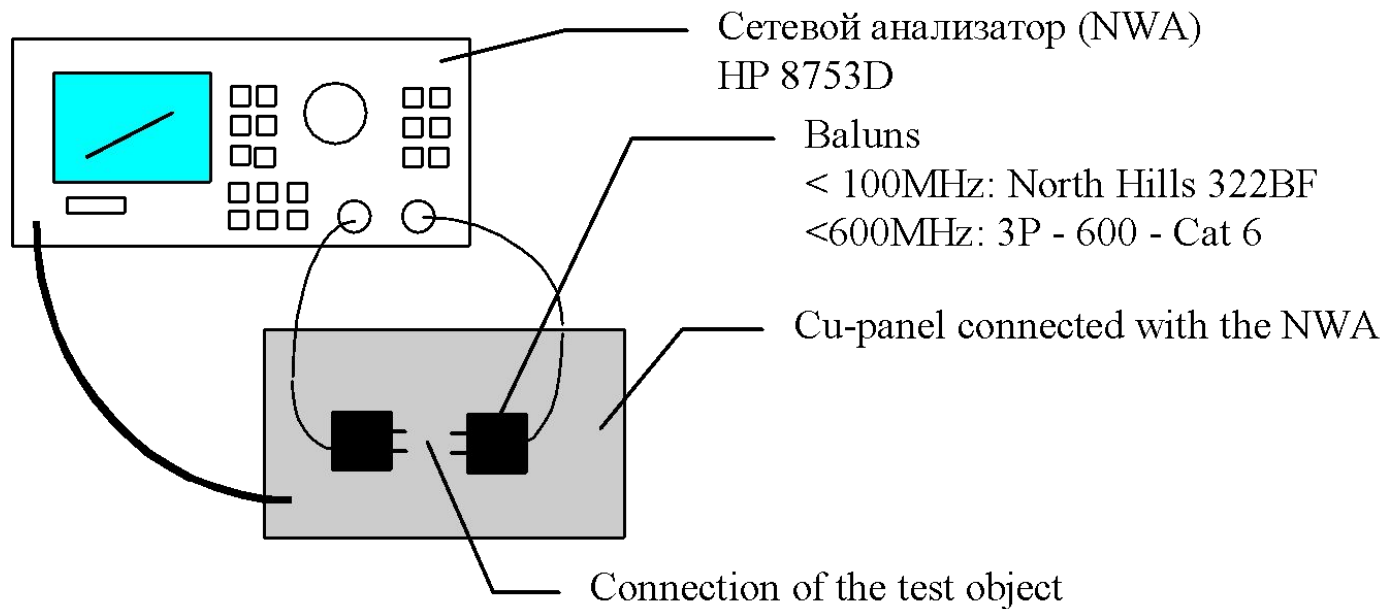 Сетевой анализатор (NWA)
HP 8753D
Baluns
< 100MHz: North Hills 322BF
<600MHz: 3P - 600 - Cat 6
Cu-panel connected with the NWA
Connection of the test object